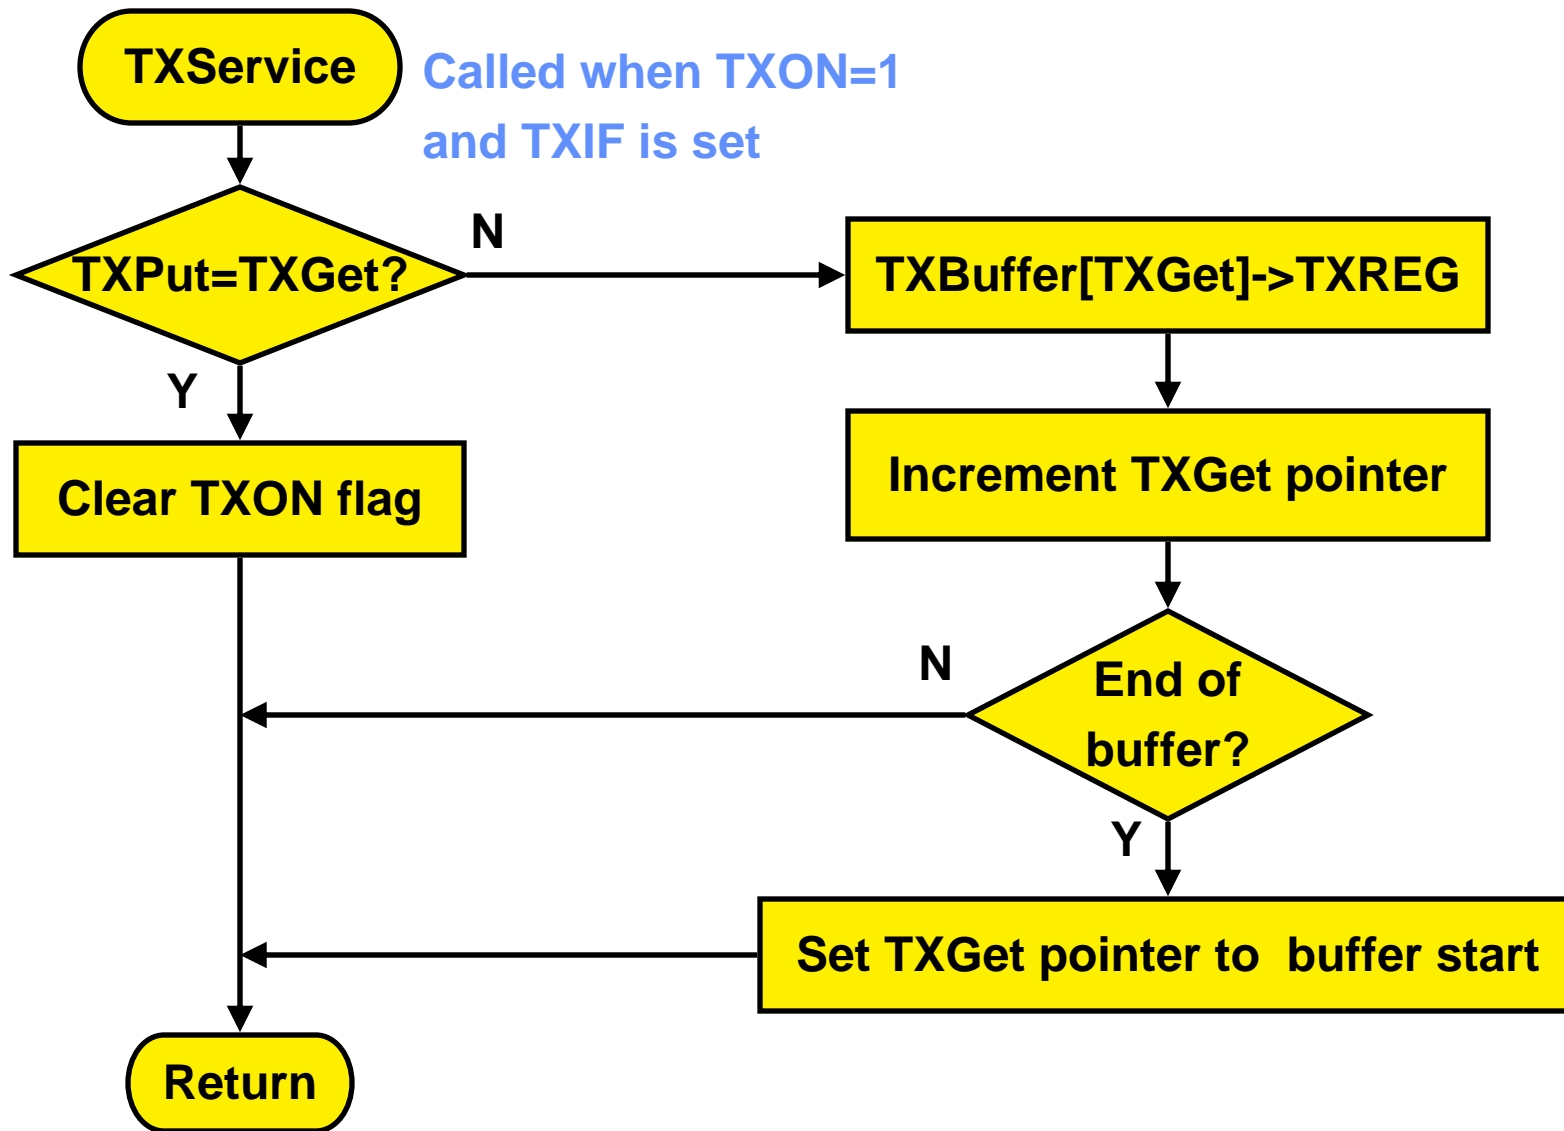 TXService
Called when TXON=1
and TXIF is set
TXPut=TXGet?
N
TXBuffer[TXGet]->TXREG
Y
Increment TXGet pointer
Clear TXON flag
N
End of
buffer?
Y
Set TXGet pointer to  buffer start
Return